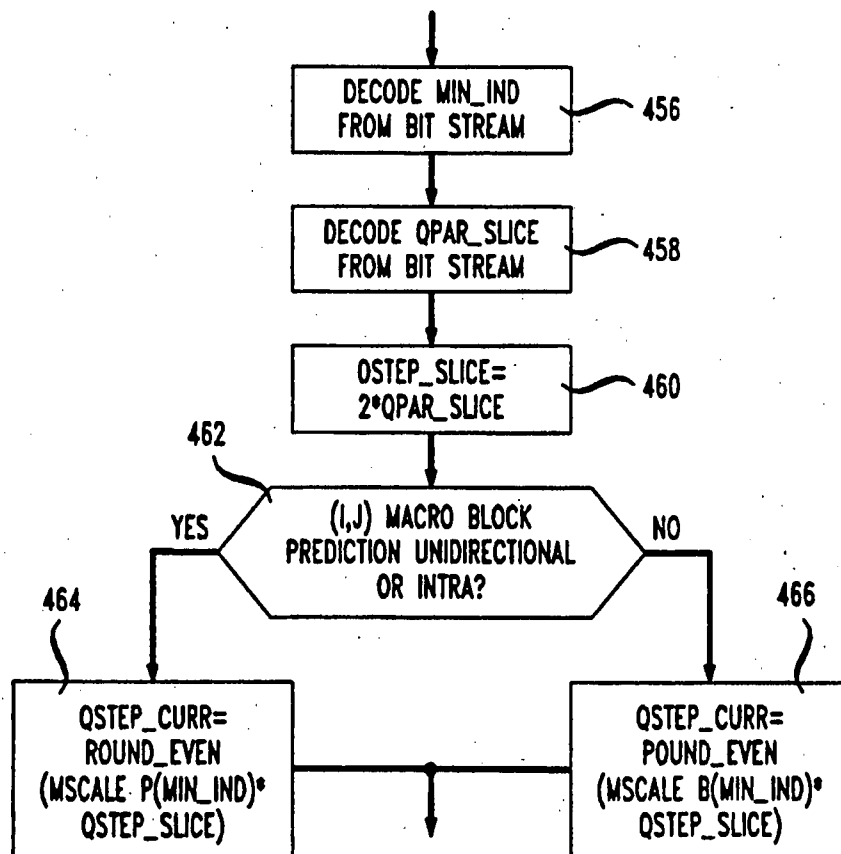 DECODE MIN_IND
FROM BIT STREAM
456
DECODE QPAR_SLICE
FROM BIT STREAM
458
OSTEP_SLICE=
2*QPAR_SLICE
460
462
YES
(I,J) MACRO BLOCK
PREDICTION UNIDIRECTIONAL
OR INTRA?
NO
464
466
QSTEP_CURR=
ROUND_EVEN
(MSCALE P(MIN_IND)*
QSTEP_SLICE)
QSTEP_CURR=
POUND_EVEN
(MSCALE B(MIN_IND)*
QSTEP_SLICE)